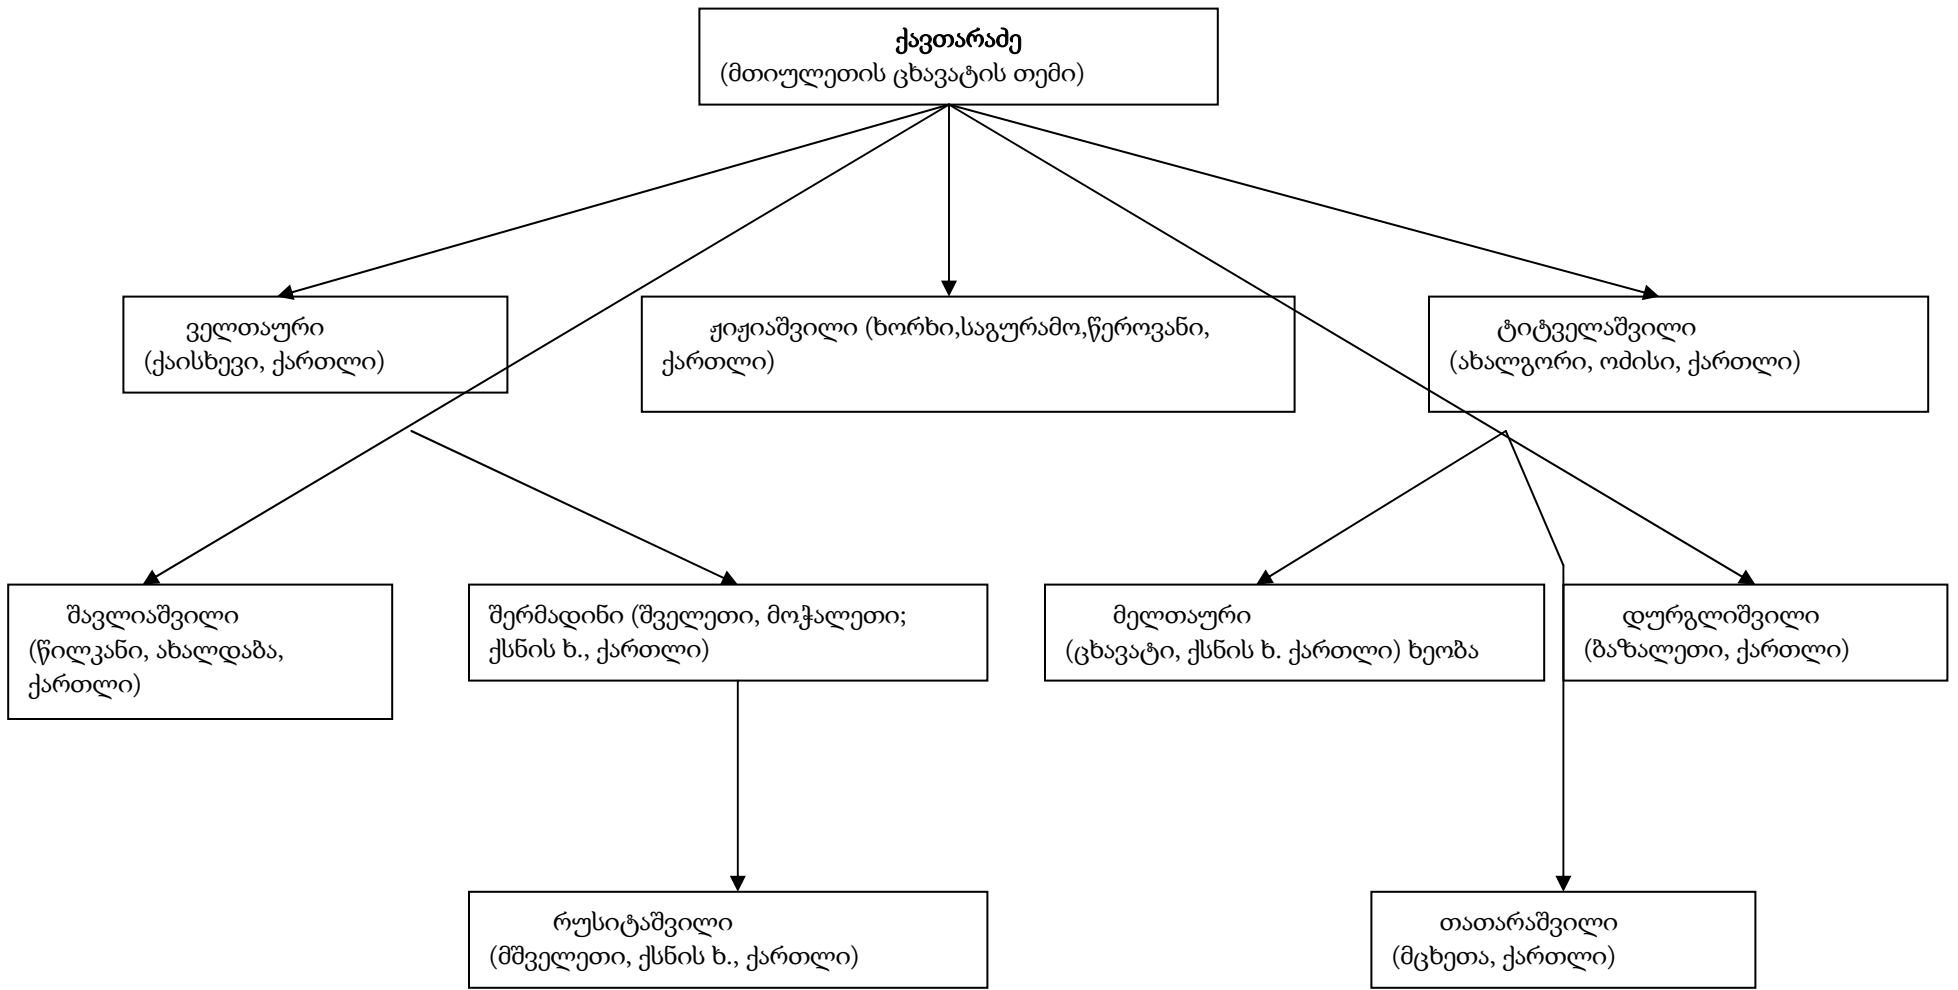 ქავთარაძე
(მთიულეთის ცხავატის თემი)
ველთაური
(ქაისხევი, ქართლი)
ჟიჟიაშვილი (ხორხი,საგურამო,წეროვანი,
ქართლი)
ტიტველაშვილი
(ახალგორი, ოძისი, ქართლი)
შავლიაშვილი
(წილკანი, ახალდაბა,
ქართლი)
შერმადინი (შველეთი, მოჭალეთი;
ქსნის ხ., ქართლი)
მელთაური
(ცხავატი, ქსნის ხ. ქართლი) ხეობა
დურგლიშვილი
(ბაზალეთი, ქართლი)
რუსიტაშვილი
(მშველეთი, ქსნის ხ., ქართლი)
თათარაშვილი
(მცხეთა, ქართლი)